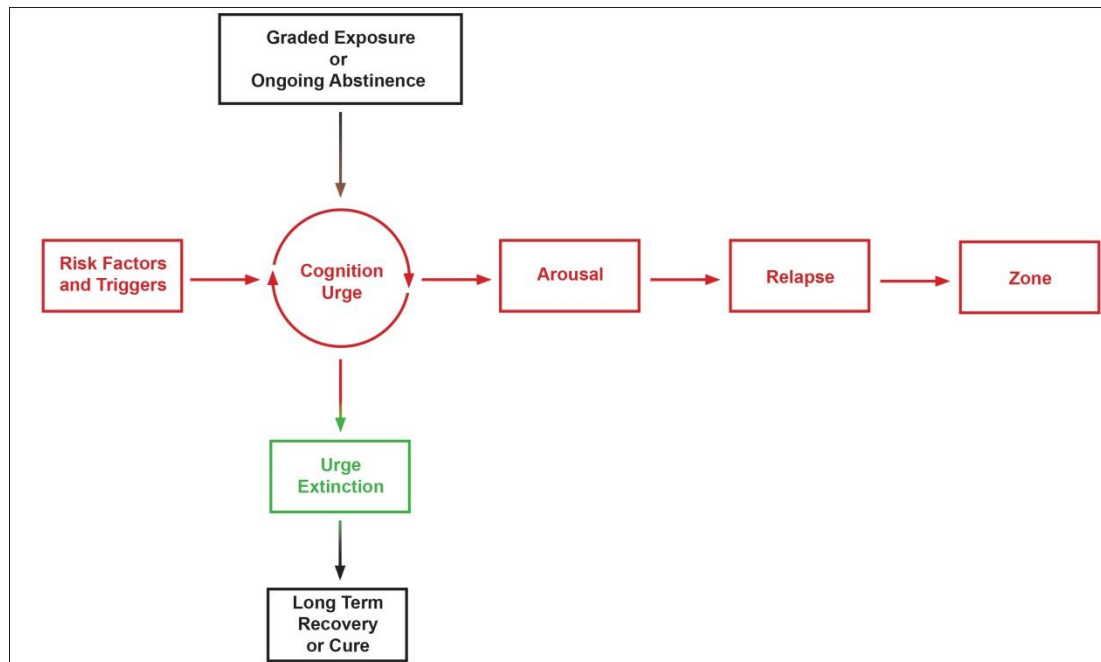 Graded Exposure
or
Ongoing Abstinence
Risk Factors
and Triggers
Cognition
Urge
Arousal
Relapse
Zone
Urge
Extinction
Long Term
Recovery
or Cure